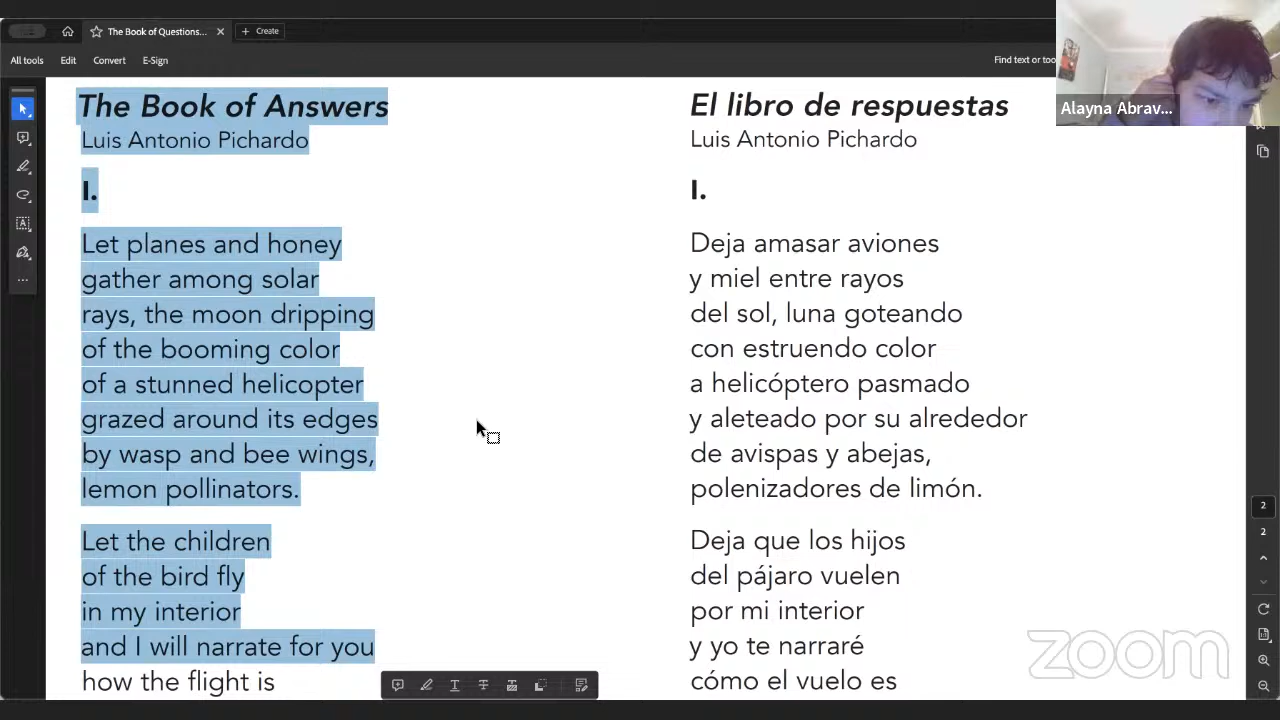 The Book of Questions...
Create
All tools
Edit
Convert
E-Sign
Find text or too
Alayna Abrav...
The Book of Answers
Luis Antonio Pichardo
I.
Let planes and honey
gather among solar
rays, the moon dripping
of the booming color
of a stunned helicopter
grazed around its edges
by wasp and bee wings,
lemon pollinators.
Let the children
of the bird fly
in my interior
and I will narrate for you
how the flight is
El libro de respuestas
Luis Antonio Pichardo
I.
Deja amasar aviones
y miel entre rayos
del sol, luna goteando
con estruendo color
a helicóptero pasmado
y aleteado por su alrededor
de avispas y abejas,
polenizadores de limón.
Deja que los hijos
del pájaro vuelen
por mi interior
y yo te narraré
cómo el vuelo es
2
2
zoom